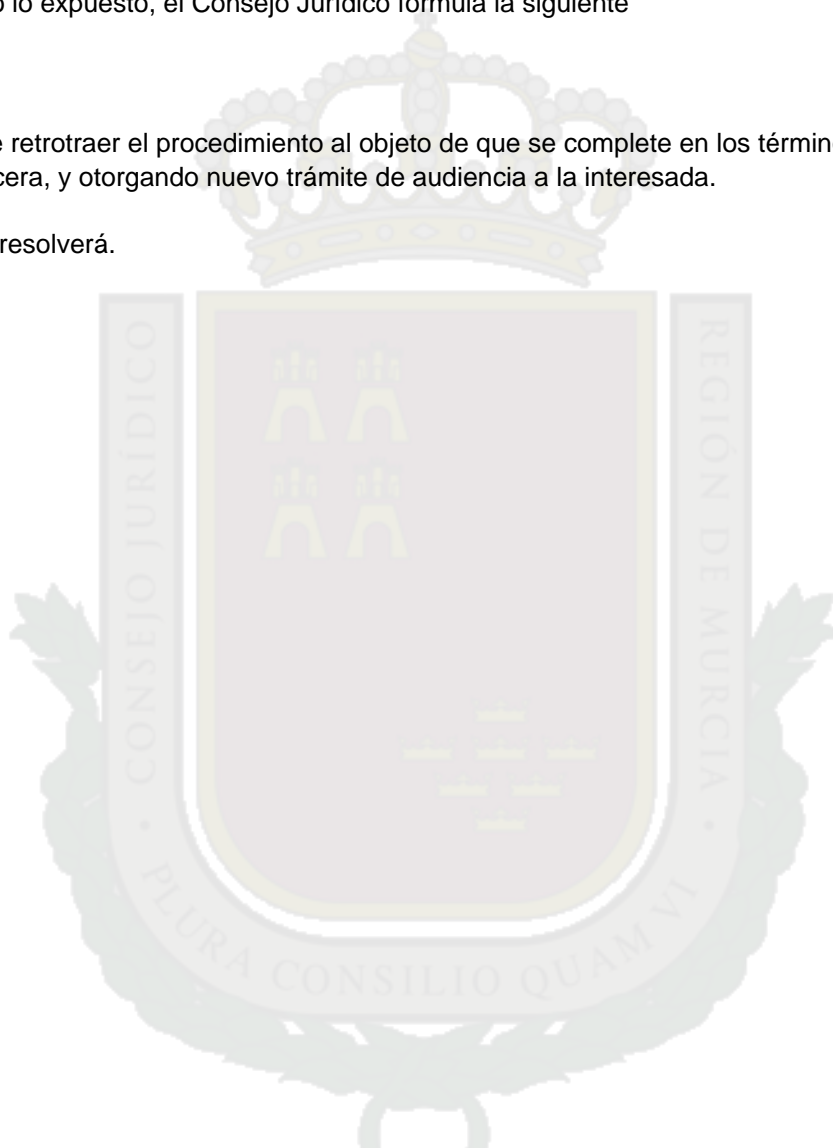 o lo expuesto, el Consejo Jurídico formula la siguiente
e retrotraer el procedimiento al objeto de que se complete en los término
cera, y otorgando nuevo trámite de audiencia a la interesada.
resolverá.
CONSEJO JURÍDICO
REGIÓN DE MURCIA
PLURA CONSILIO QUAM VI